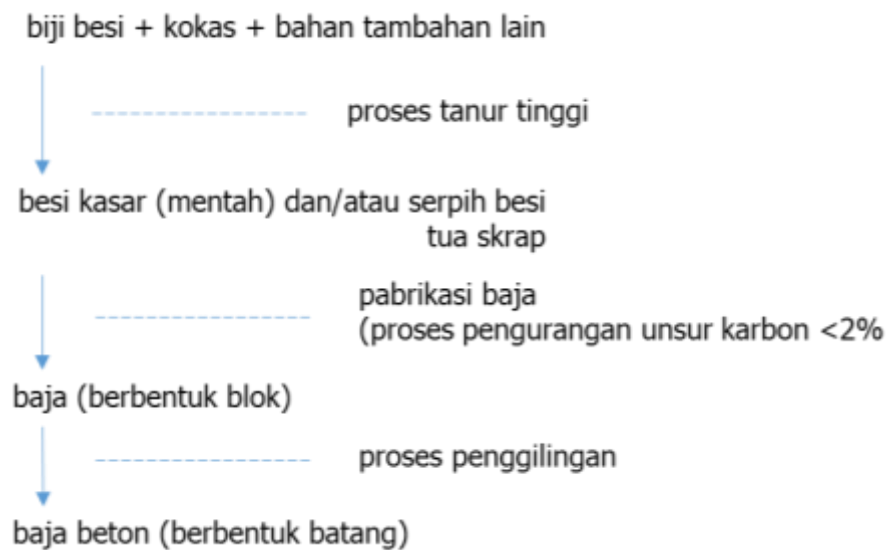 biji besi + kokas + bahan tambahan lain
proses tanur tinggi
besi kasar (mentah) dan/atau serpih besi
tua skrap
pabrikasi baja
(proses pengurangan unsur karbon <2%
baja (berbentuk blok)
proses penggilingan
baja beton (berbentuk batang)